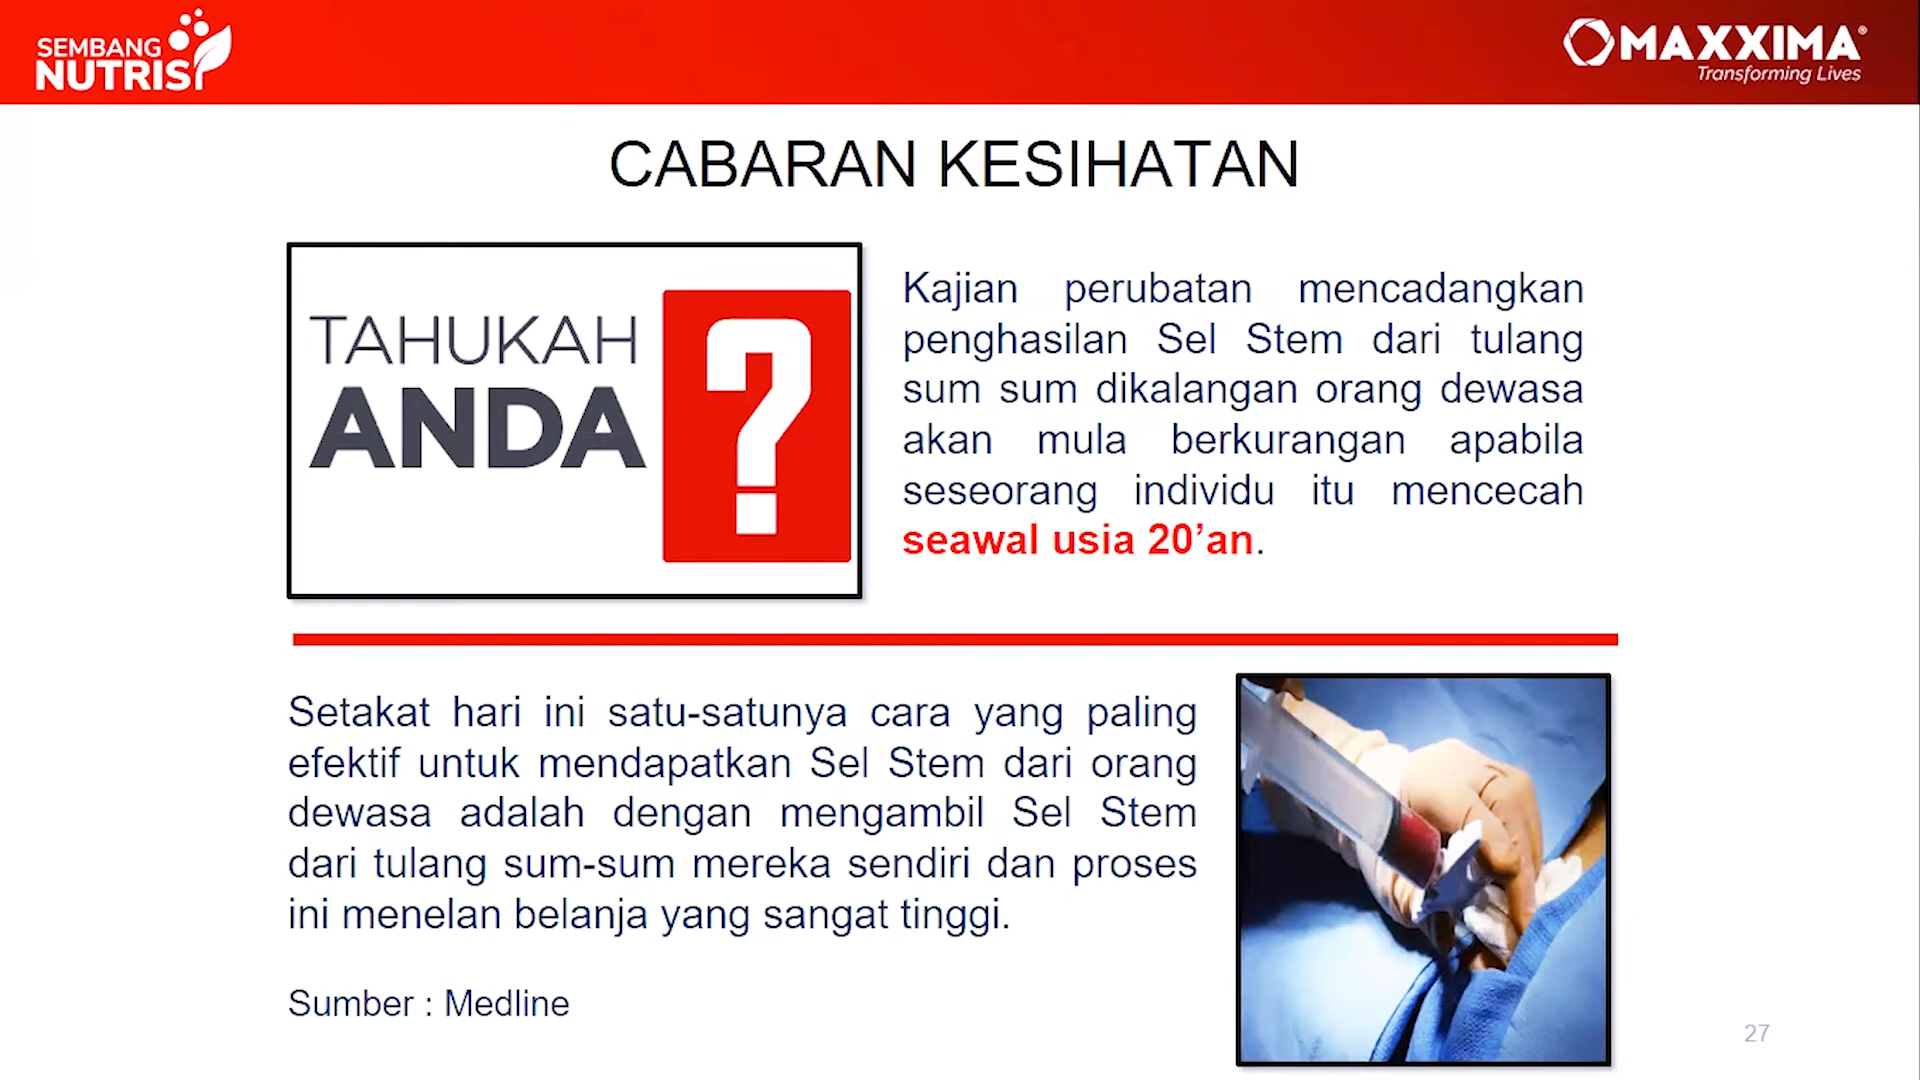 SEMBANG
NUTRISI
MAXXIMA®
Transforming Lives
CABARAN KESIHATAN
TAHUKAH
ANDA
?
Kajian perubatan mencadangkan
penghasilan Sel Stem dari tulang
sum sum dikalangan orang dewasa
akan mula berkurangan apabila
seseorang individu itu mencecah
seawal usia 20’an.
Setakat hari ini satu-satunya cara yang paling
efektif untuk mendapatkan Sel Stem dari orang
dewasa adalah dengan mengambil Sel Stem
dari tulang sum-sum mereka sendiri dan proses
ini menelan belanja yang sangat tinggi.
Sumber : Medline
27